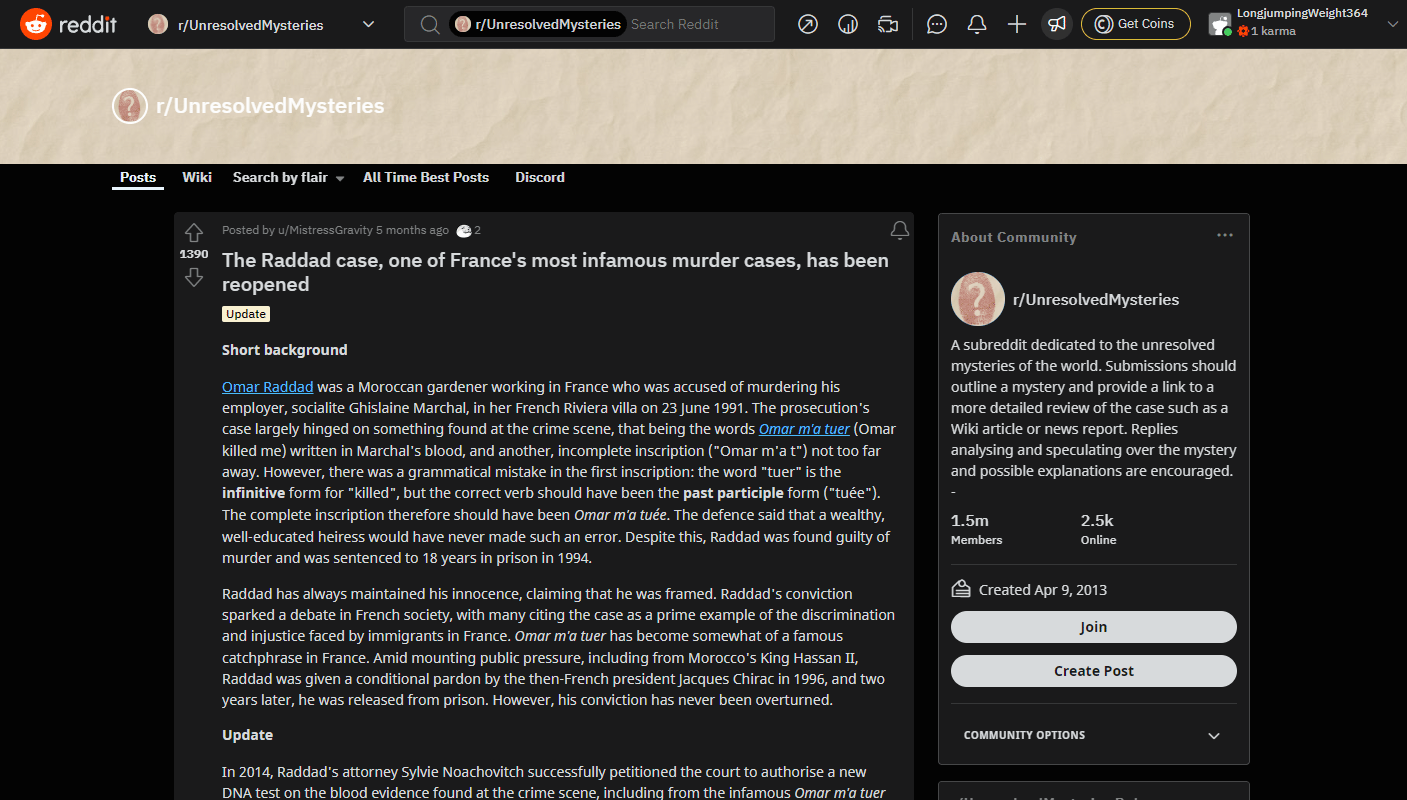 reddit
r/UnresolvedMysteries
r/UnresolvedMysteries Search Reddit
Get Coins
LongjumpingWeight364
1 karma
r/UnresolvedMysteries
Posts Wiki Search by flair All Time Best Posts Discord
1390
Posted by u/MistressGravity 5 months ago 2
The Raddad case, one of France's most infamous murder cases, has been
reopened
Update
Short background
Omar Raddad was a Moroccan gardener working in France who was accused of murdering his
employer, socialite Ghislaine Marchal, in her French Riviera villa on 23 June 1991. The prosecution's
case largely hinged on something found at the crime scene, that being the words Omar m'a tuer (Omar
killed me) written in Marchal's blood, and another, incomplete inscription ("Omar m'a t") not too far
away. However, there was a grammatical mistake in the first inscription: the word "tuer" is the
infinitive form for "killed", but the correct verb should have been the past participle form ("tuée").
The complete inscription therefore should have been Omar m'a tuée. The defence said that a wealthy,
well-educated heiress would have never made such an error. Despite this, Raddad was found guilty of
murder and was sentenced to 18 years in prison in 1994.
Raddad has always maintained his innocence, claiming that he was framed. Raddad's conviction
sparked a debate in French society, with many citing the case as a prime example of the discrimination
and injustice faced by immigrants in France. Omar m'a tuer has become somewhat of a famous
catchphrase in France. Amid mounting public pressure, including from Morocco's King Hassan II,
Raddad was given a conditional pardon by the then-French president Jacques Chirac in 1996, and two
years later, he was released from prison. However, his conviction has never been overturned.
Update
In 2014, Raddad's attorney Sylvie Noachovitch successfully petitioned the court to authorise a new
DNA test on the blood evidence found at the crime scene, including from the infamous Omar m'a tuer
About Community
r/UnresolvedMysteries
A subreddit dedicated to the unresolved
mysteries of the world. Submissions should
outline a mystery and provide a link to a
more detailed review of the case such as a
Wiki article or news report. Replies
analysing and speculating over the mystery
and possible explanations are encouraged.
-
1.5m 2.5k
Members Online
Created Apr 9, 2013
Join
Create Post
COMMUNITY OPTIONS